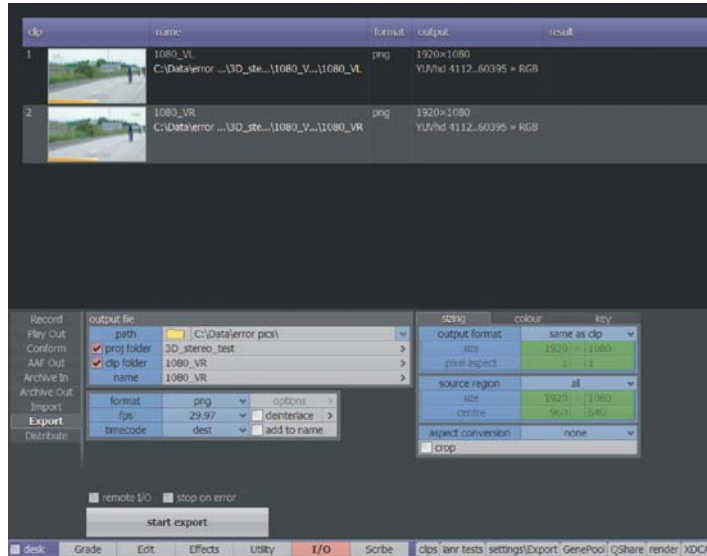 clip name format output result
1 1080_VL png 1920×1080
C:\Data\error ...\3D_ste...\1080_V...\1080_VL YUVhd 4112..60395 » RGB
2 1080_VR png 1920×1080
C:\Data\error ...\3D_ste...\1080_V...\1080_VR YUVhd 4112..60395 » RGB
Record
Play Out
Conform
AAF Out
Archive In
Archive Out
Import
Export
Distribute
output file
path C:\Data\error pics\
proj folder 3D_stereo_test >
clip folder 1080_VR >
name 1080_VR >
format png options >
fps 29.97 deinterlace >
timecode dest add to name
sizing colour key
output format same as clip
size 1920 × 1080
pixel aspect 1 1
source region all
size 1920 1080
centre 960 540
aspect conversion none
crop
remote I/O stop on error
start export
desk Grade Edit Effects Utility I/O Scribe clips ianr tests settings\Export GenePool QShare render XDCA